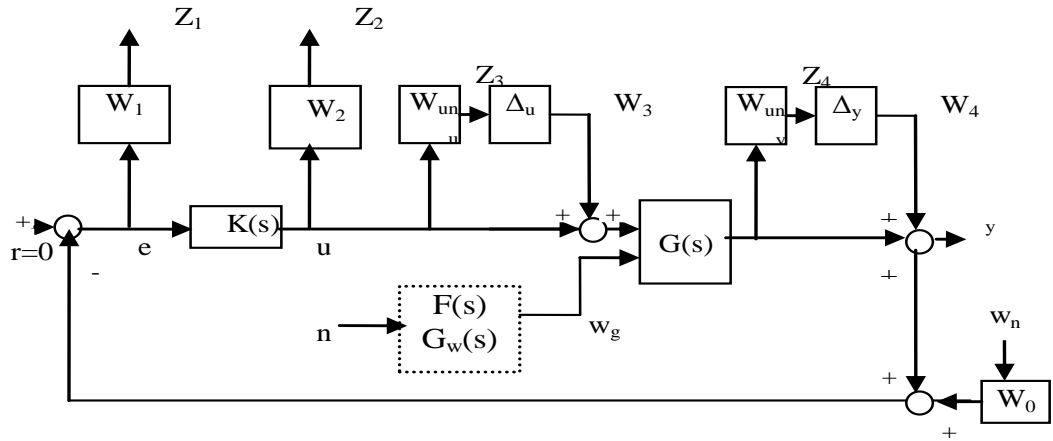 Z1 Z2
Z3 Z4
W1 W2 Wun u Δu W3 Wun y Δy W4
+ + + +
K(s) G(s) y
r=0 e u
- +
F(s)
Gw(s)
n wg wn
+ W0
+